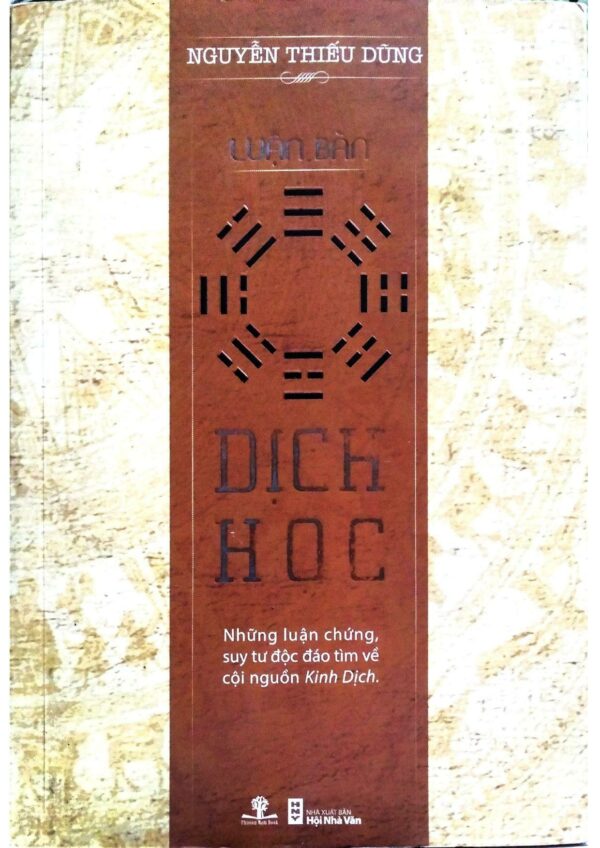 NGUYỄN THIẾU DŨNG
LUẬN BÀN
DỊCH
HỌC
Những luận chứng,
suy tư độc đáo tìm về
cội nguồn Kinh Dịch.
NHÀ XUẤT BẢN
Hội Nhà Văn
HNV